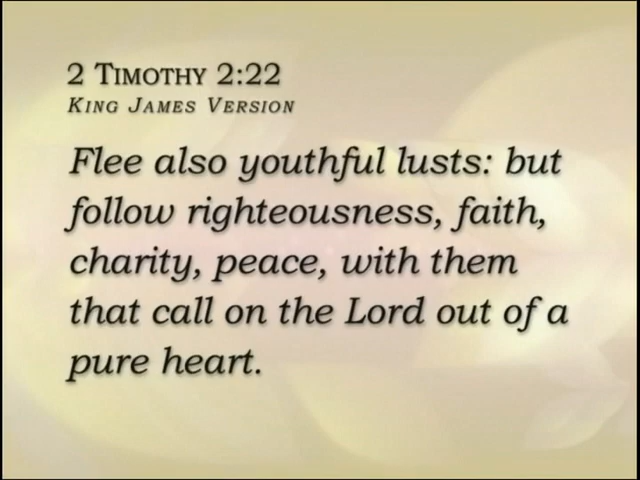 2 Timothy 2:22
King James Version
Flee also youthful lusts: but
follow righteousness, faith,
charity, peace, with them
that call on the Lord out of a
pure heart.